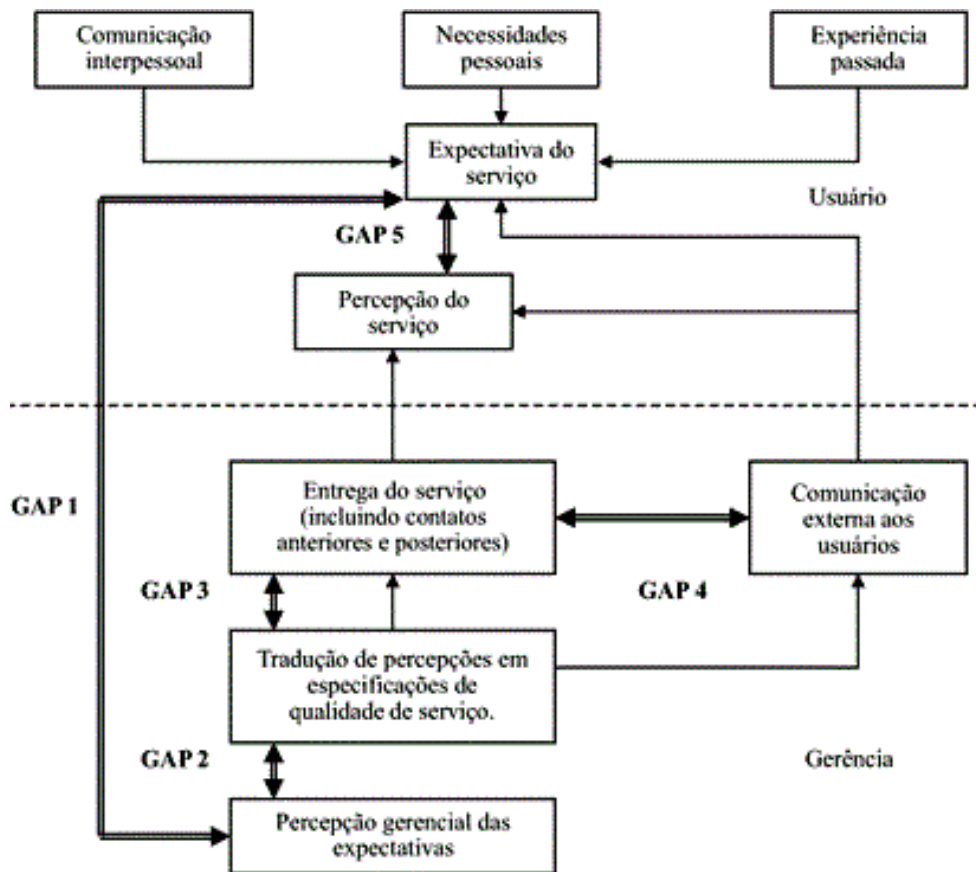 Comunicação
interpessoal
Necessidades
pessoais
Experiência
passada
Expectativa do
serviço
Usuário
GAP 5
Percepção do
serviço
GAP 1
Entrega do serviço
(incluindo contatos
anteriores e posteriores)
Comunicação
externa aos
usuários
GAP 3
GAP 4
Tradução de percepções em
especificações de
qualidade de serviço.
GAP 2
Gerência
Percepção gerencial das
expectativas